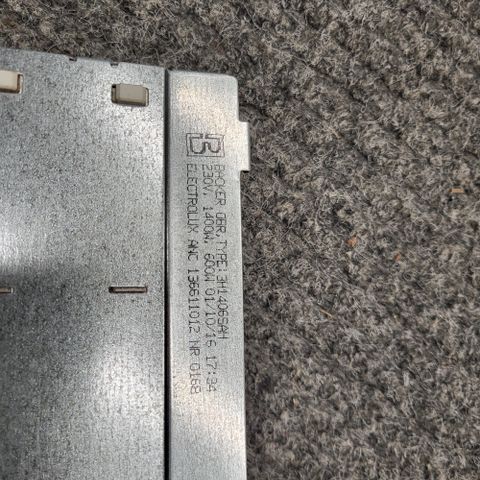 B
BACKER OBR, TYPE: 3H1406SAH
230V, 1400W, 600W 01/10/16 17:34
ELECTROLUX ANC 136611012 NR 0168